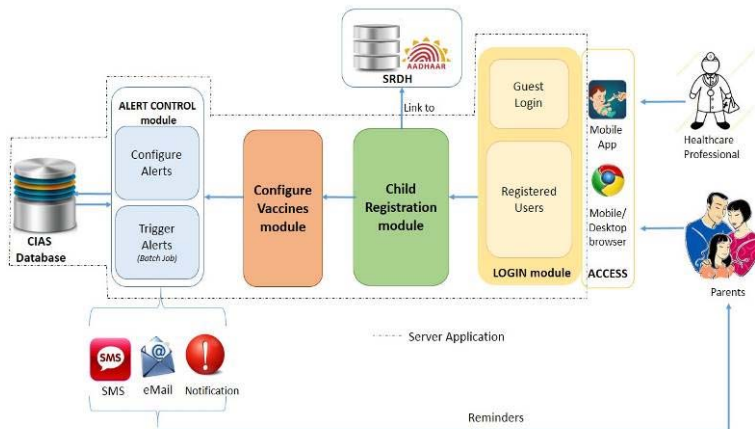 AADHAAR
SRDH
ALERT CONTROL
module
Link to
Guest
Login
Mobile
App
Healthcare
Professional
Configure
Alerts
Configure
Vaccines
module
Child
Registration
module
Registered
Users
Mobile/
Desktop
browser
CIAS
Database
Trigger
Alerts
(Batch Job)
LOGIN module
ACCESS
Parents
Server Application
SMS
SMS
eMail
Notification
Reminders